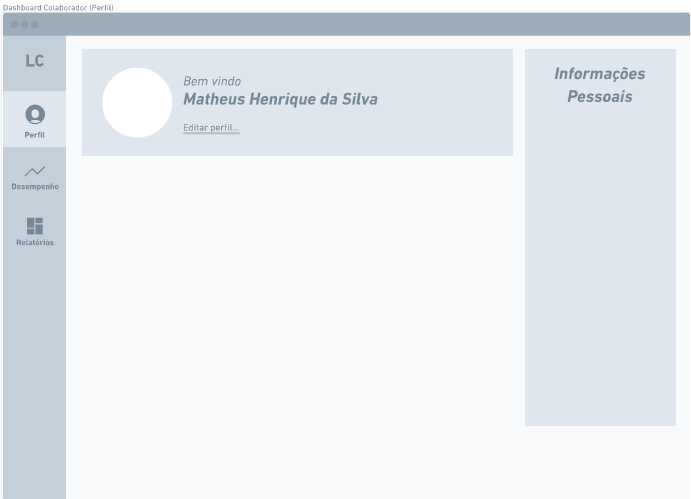 Dashboard Colaborador (Perfil)
LC
Perfil
Desempenho
Relatórios
Bem vindo
Matheus Henrique da Silva
Editar perfil...
Informações
Pessoais